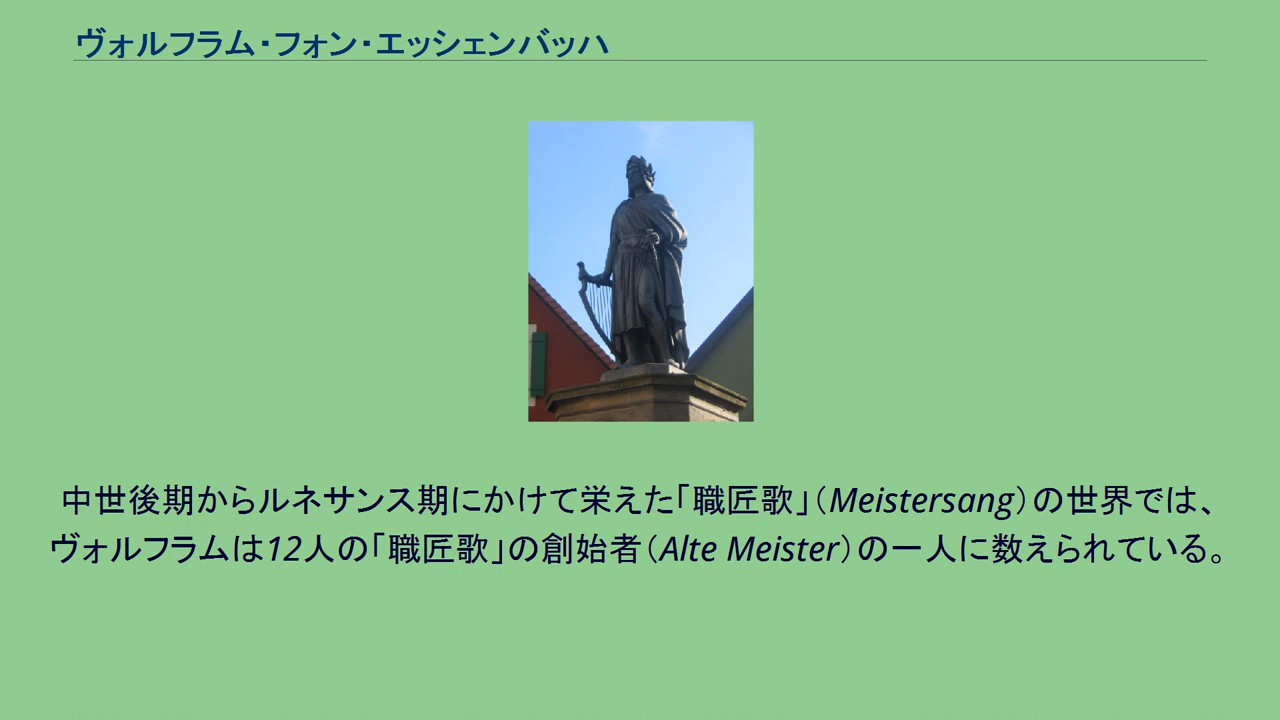 ヴォルフラム・フォン・エッシェンバッハ
中世後期からルネサンス期にかけて栄えた「職匠歌」（Meistersang）の世界では、
ヴォルフラムは12人の「職匠歌」の創始者（Alte Meister）の一人に数えられている。